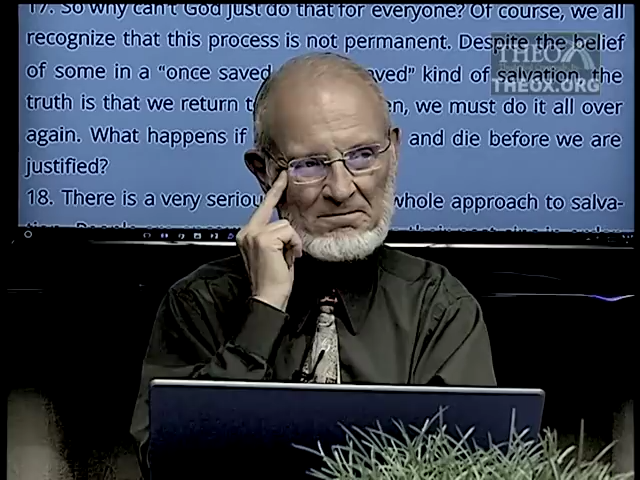 17. So why can't God just do that for everyone? Of course, we all
recognize that this process is not permanent. Despite the belief
of some in a “once saved, saved” kind of salvation, the
truth is that we return t en, we must do it all over
again. What happens if and die before we are
justified?
18. There is a very seriou whole approach to salva-
THEO
THEOX.ORG